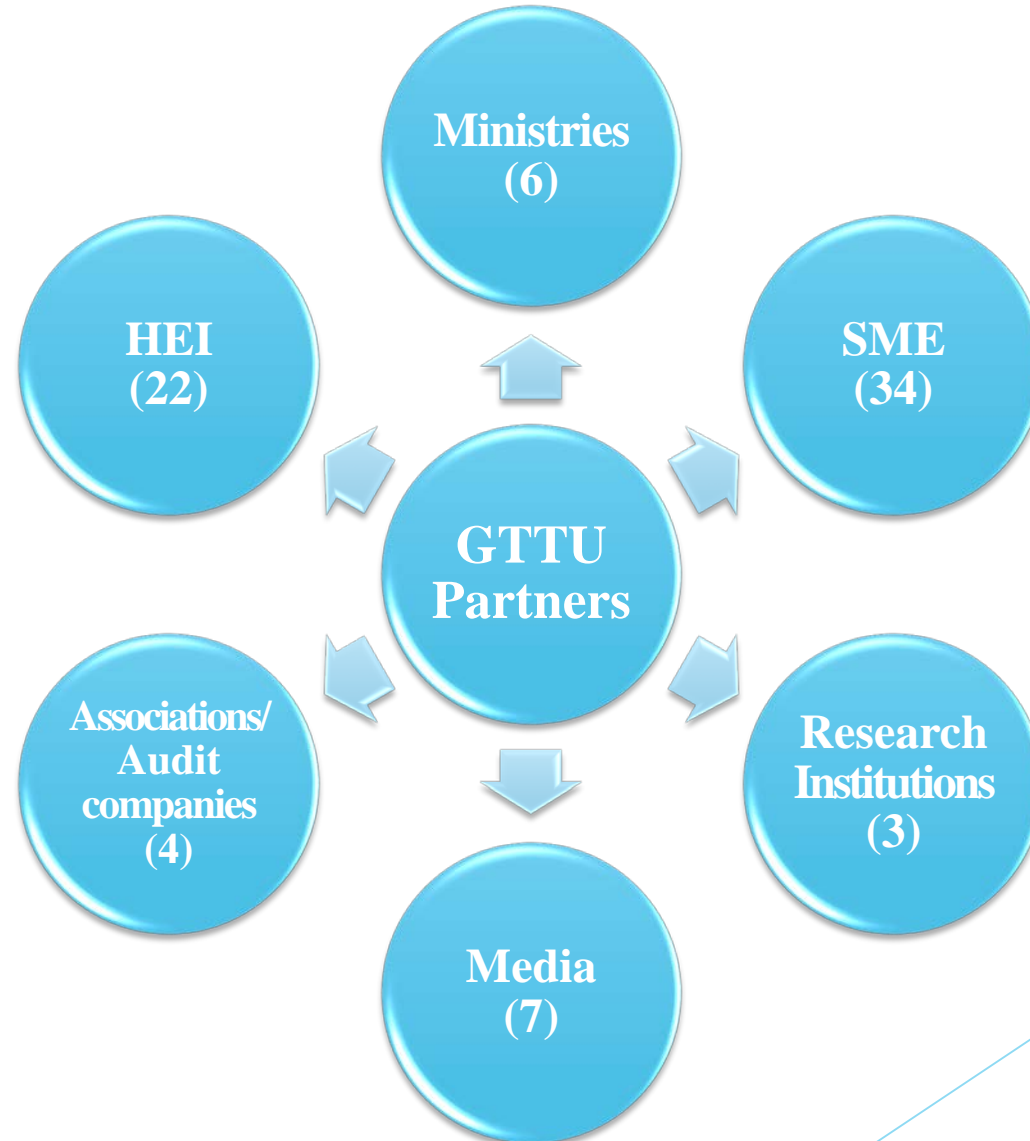 Ministries
(6)
HEI
(22)
SME
(34)
GTTU
Partners
Associations/
Audit
companies
(4)
Research
Institutions
(3)
Media
(7)